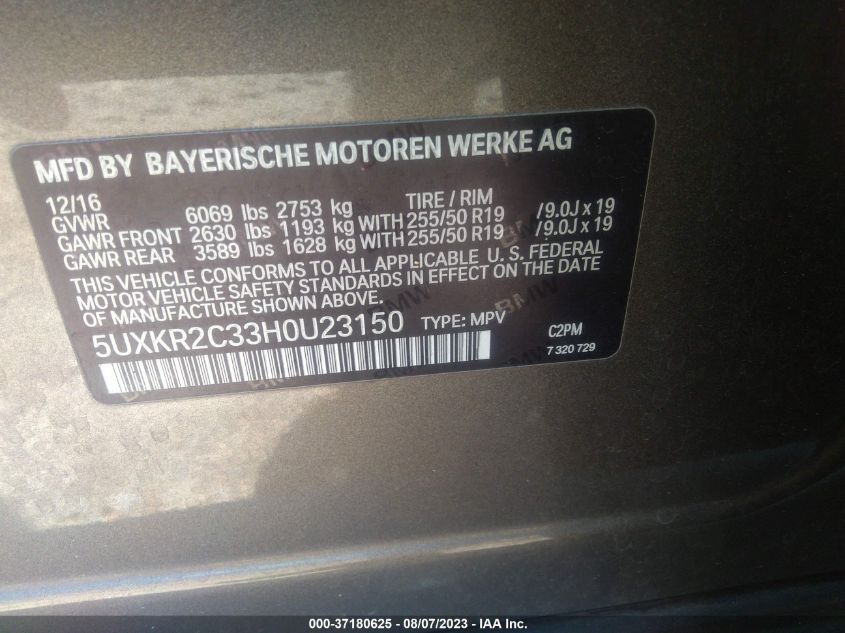 MFD BY BAYERISCHE MOTOREN WERKE AG
12/16 TIRE / RIM
GVWR 6069 lbs 2753 kg
GAWR FRONT 2630 lbs 1193 kg WITH 255/50 R19 /9.0J x 19
GAWR REAR 3589 lbs 1628 kg WITH 255/50 R19 /9.0J x 19
THIS VEHICLE CONFORMS TO ALL APPLICABLE U.S. FEDERAL
MOTOR VEHICLE SAFETY STANDARDS IN EFFECT ON THE DATE
OF MANUFACTURE SHOWN ABOVE.
5UXKR2C33H0U23150 TYPE: MPV C2PM
7 320 729
000-37180625 - 08/07/2023 - IAA Inc.